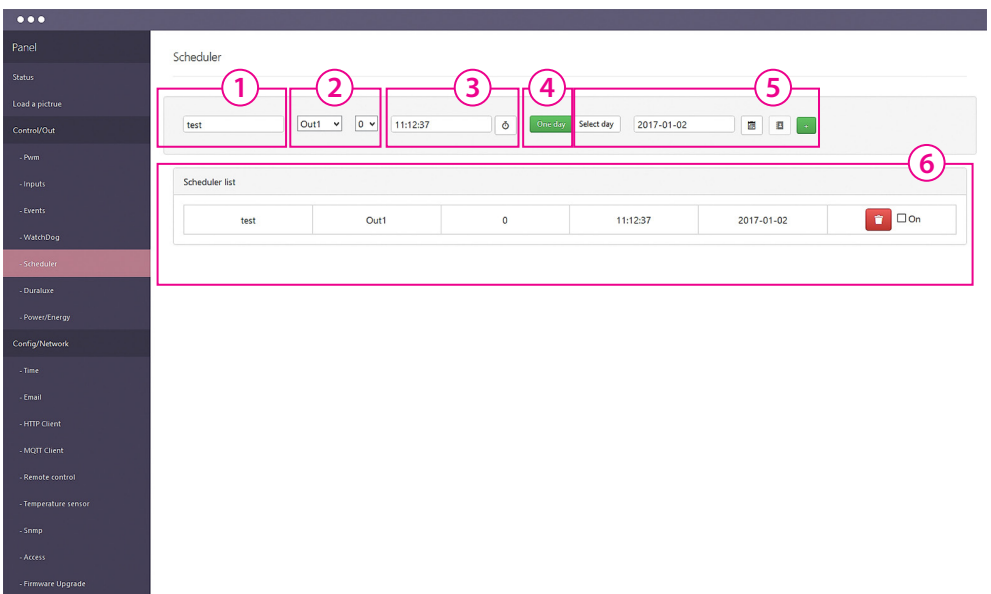 Panel
Status
Load a pictrue
Control/Out
- Pwm
- Inputs
- Events
- WatchDog
- Scheduler
- Duraluxe
- Power/Energy
Config/Network
- Time
- Email
- HTTP Client
- MQTT Client
- Remote control
- Temperature sensor
- Snmp
- Access
- Firmware Upgrade
Scheduler
1 2 3 4 5
test Out1 0 11:12:37 One day Select day 2017-01-02
6
Scheduler list
test Out1 0 11:12:37 2017-01-02 On